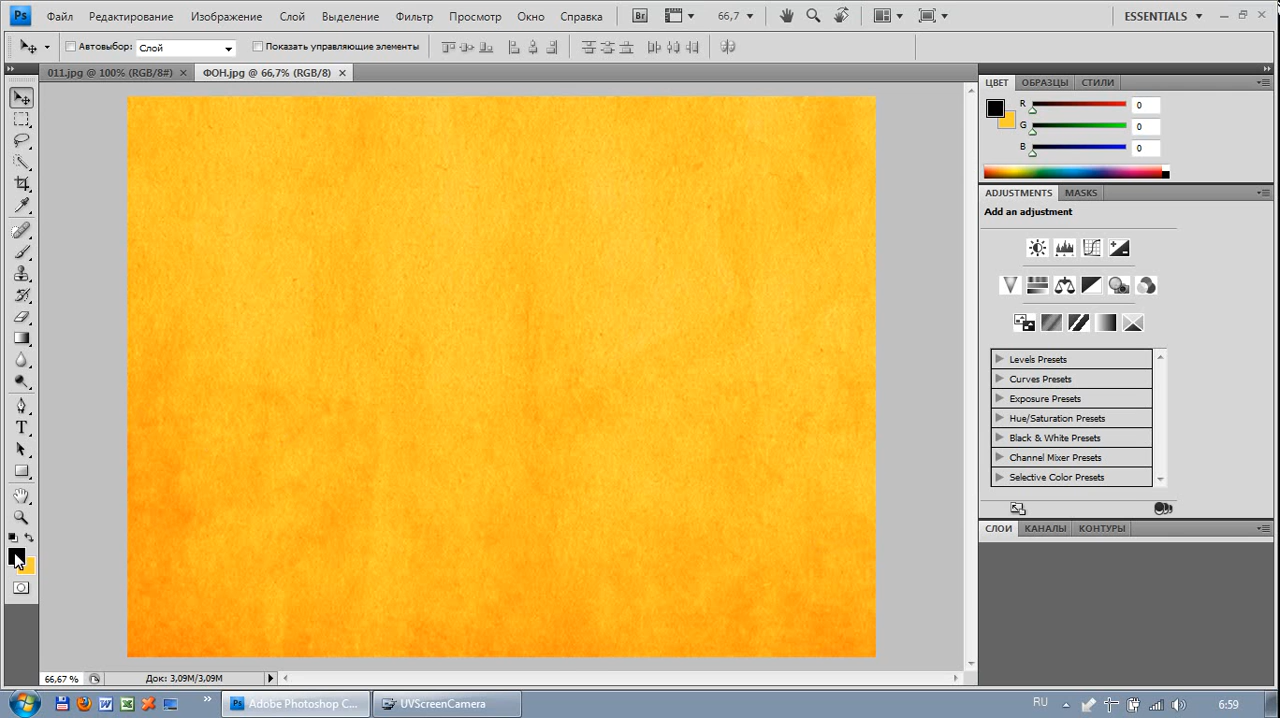 Ps Файл Редактирование Изображение Слой Выделение Фильтр Просмотр Окно Справка Br 66,7 ESSENTIALS
Автовыбор: Слой Показать управляющие элементы
011.jpg @ 100% (RGB/8#) ФОН.jpg @ 66,7% (RGB/8)
ЦВЕТ ОБРАЗЦЫ СТИЛИ
R 0
G 0
B 0
ADJUSTMENTS MASKS
Add an adjustment
Levels Presets
Curves Presets
Exposure Presets
Hue/Saturation Presets
Black & White Presets
Channel Mixer Presets
Selective Color Presets
СЛОИ КАНАЛЫ КОНТУРЫ
66,67 % Док: 3,09M/3,09M
Ps Adobe Photoshop C... UVScreenCamera RU 6:59